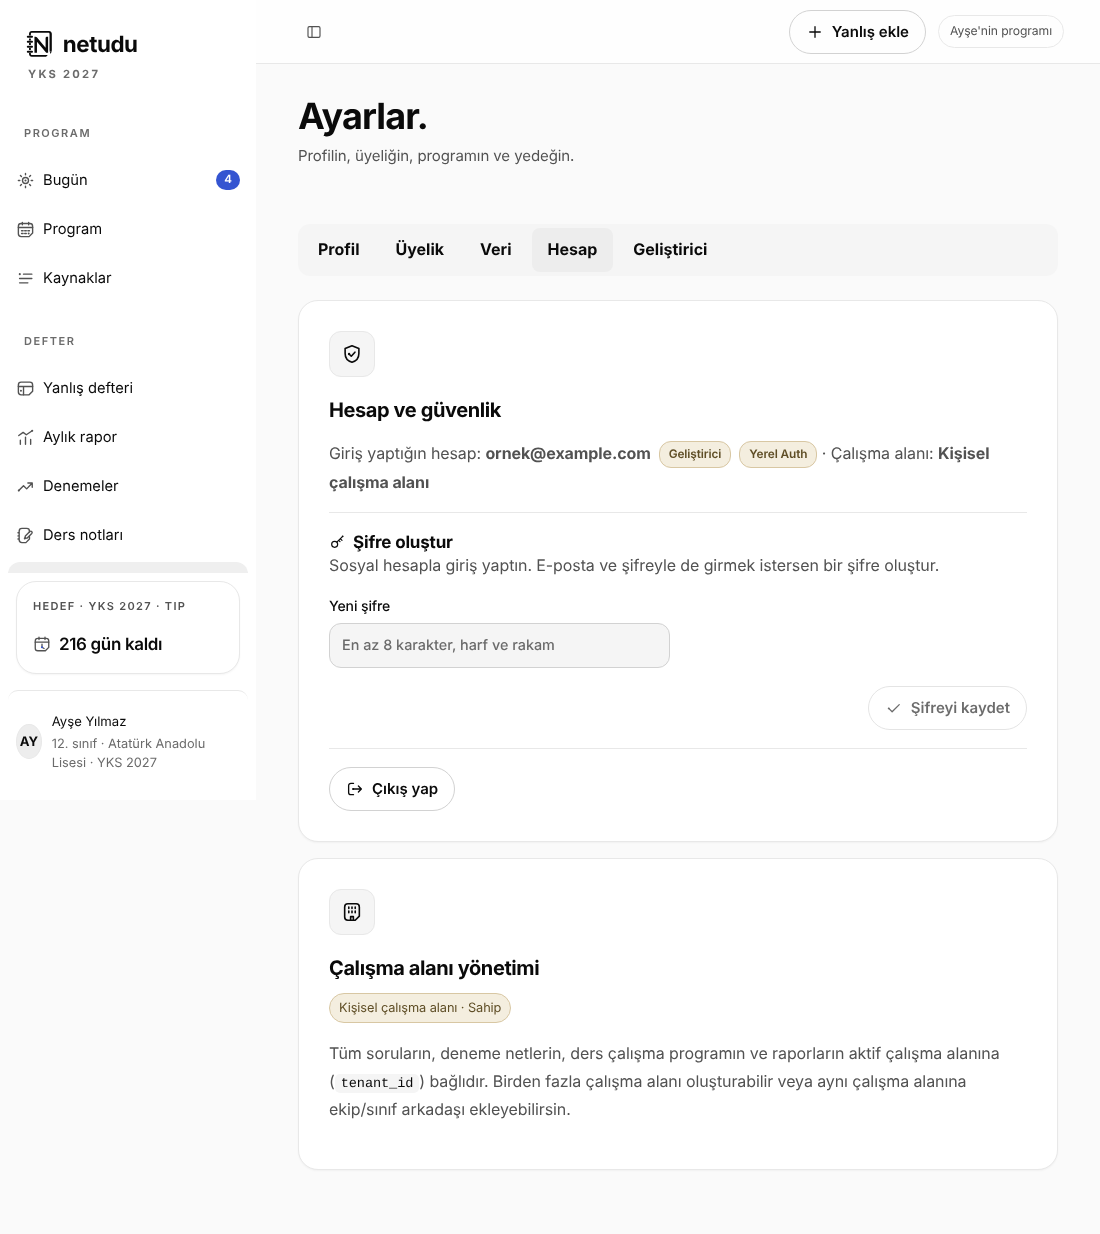 netudu
YKS 2027
PROGRAM
Bugün
4
Program
Kaynaklar
DEFTER
Yanlış defteri
Aylık rapor
Denemeler
Ders notları
HEDEF · YKS 2027 · TIP
216 gün kaldı
AY
Ayşe Yılmaz
12. sınıf · Atatürk Anadolu
Lisesi · YKS 2027
Yanlış ekle
Ayşe'nin programı
Ayarlar.
Profilin, üyeliğin, programın ve yedeğin.
Profil Üyelik Veri Hesap Geliştirici
Hesap ve güvenlik
Giriş yaptığın hesap: ornek@example.com Geliştirici Yerel Auth · Çalışma alanı: Kişisel
çalışma alanı
Şifre oluştur
Sosyal hesapla giriş yaptın. E-posta ve şifreyle de girmek istersen bir şifre oluştur.
Yeni şifre
En az 8 karakter, harf ve rakam
Şifreyi kaydet
Çıkış yap
Çalışma alanı yönetimi
Kişisel çalışma alanı · Sahip
Tüm soruların, deneme netlerin, ders çalışma programın ve raporların aktif çalışma alanına
( tenant_id ) bağlıdır. Birden fazla çalışma alanı oluşturabilir veya aynı çalışma alanına
ekip/sınıf arkadaşı ekleyebilirsin.